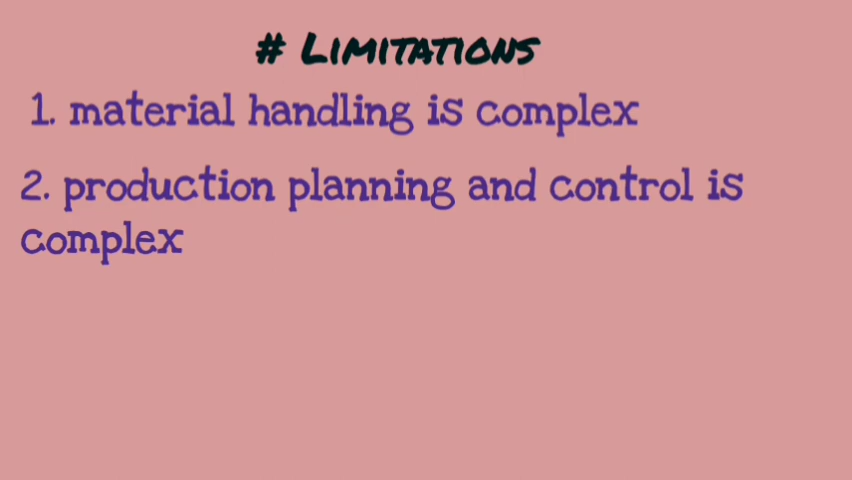 # Limitations
1. material handling is complex
2. production planning and control is
complex